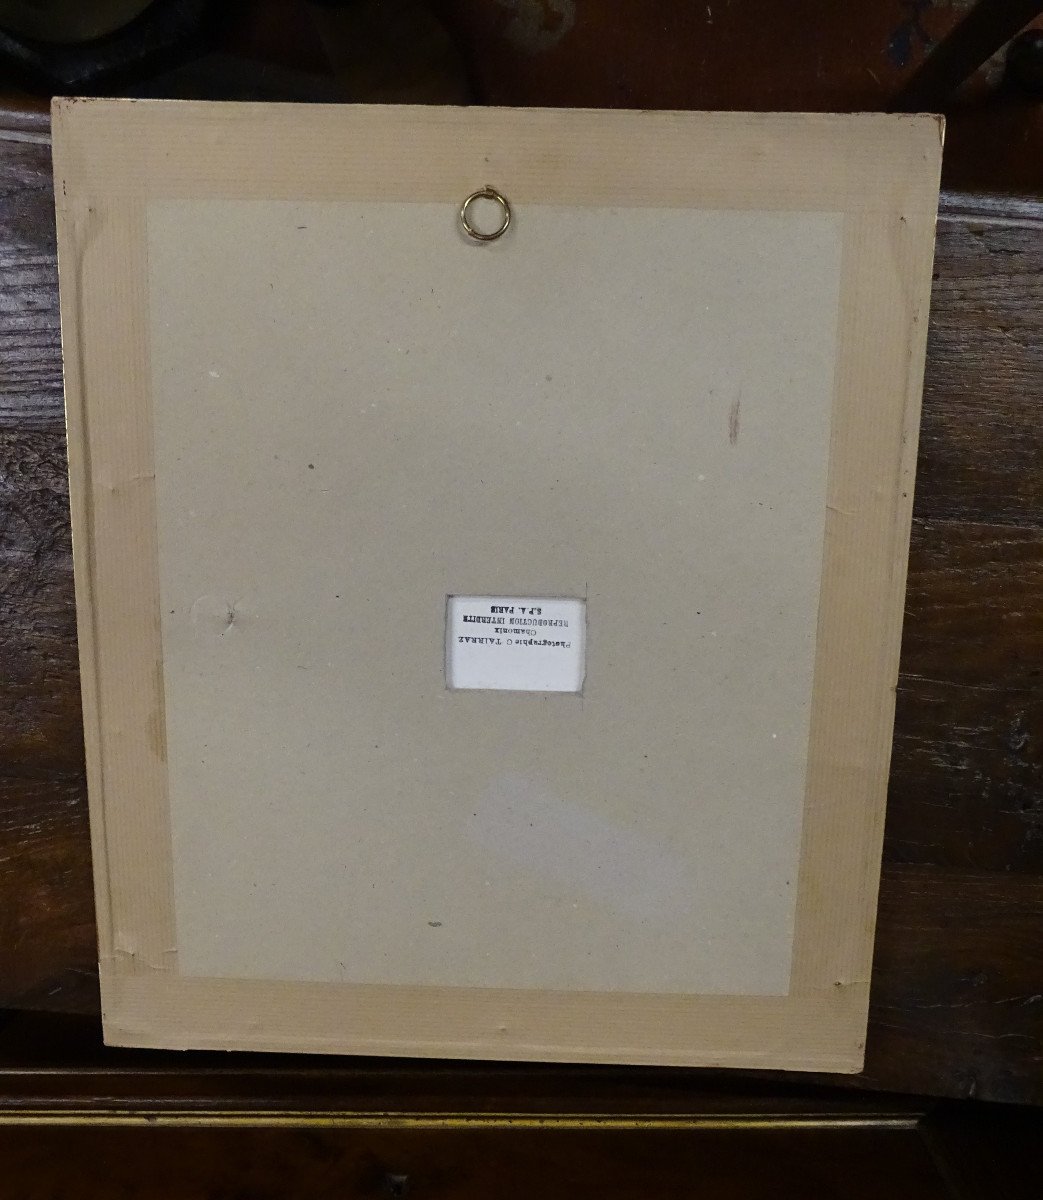 Photographie G TAIRRAZ
Chamonix
REPRODUCTION INTERDITE
S.P.A. PARIS